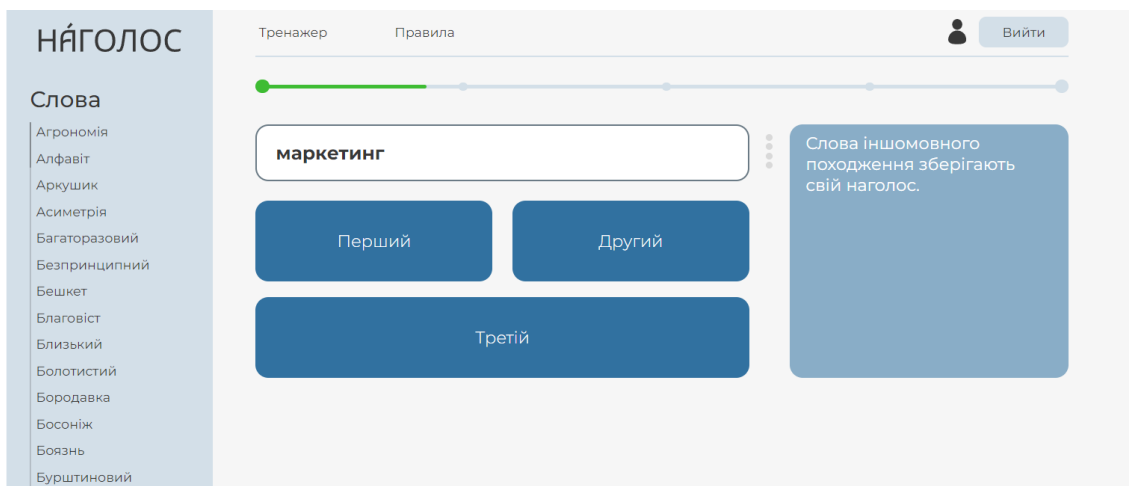 НА́ГОЛОС
Тренажер
Правила
Вийти
Слова
Агрономія
Алфавіт
Аркушик
Асиметрія
Багаторазовий
Безпринципний
Бешкет
Благовіст
Близький
Болотистий
Бородавка
Босоніж
Боязнь
Бурштиновий
маркетинг
Перший
Другий
Третій
Слова іншомовного
походження зберігають
свій наголос.